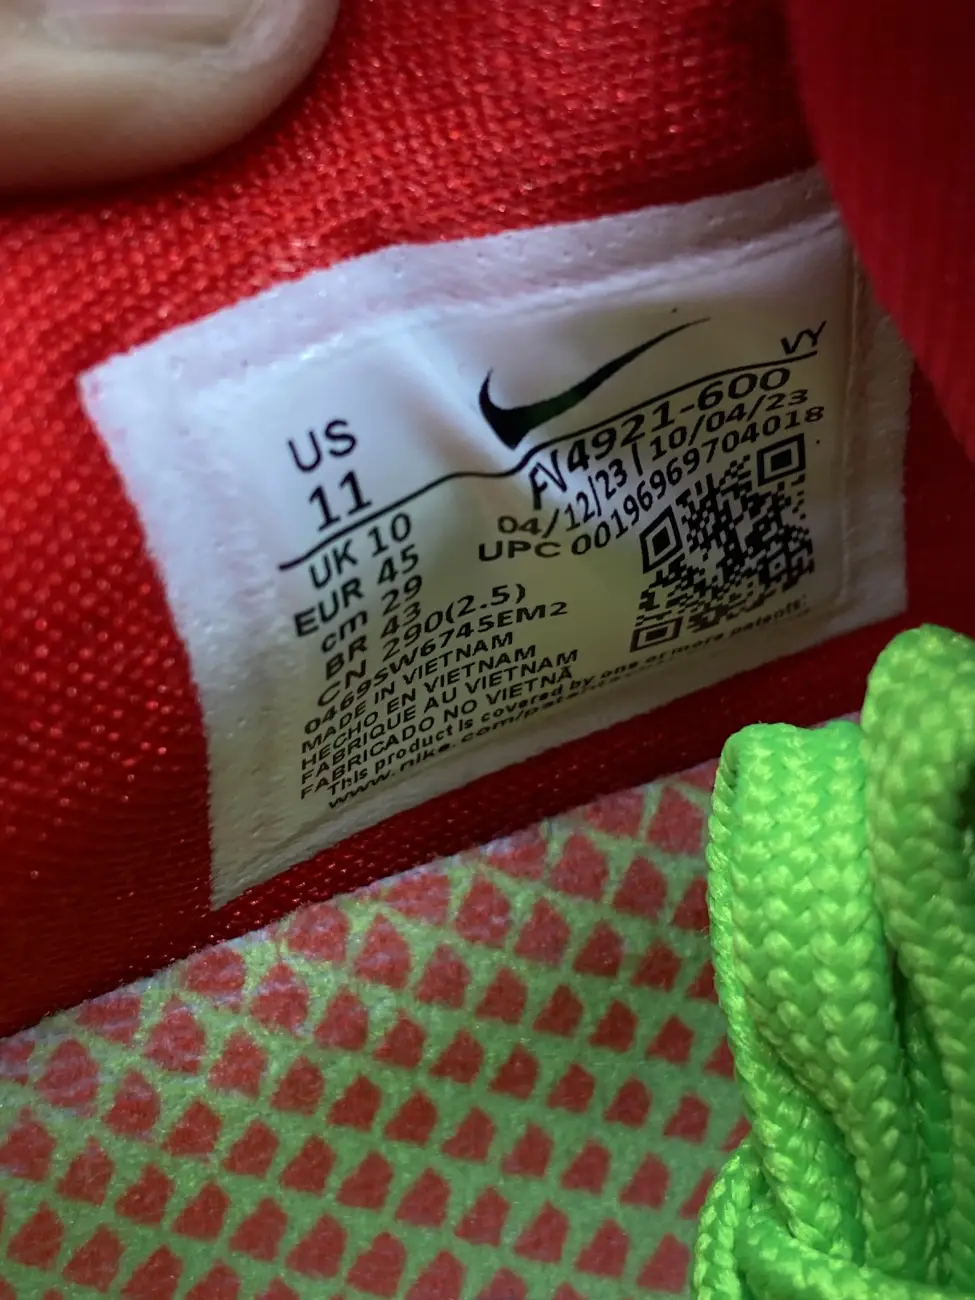 US
11
UK 10
EUR 45
cm 29
BR 43
CN 290(2.5)
0469SW6745EM2
MADE IN VIETNAM
HECHO EN VIETNAM
FABRIQUE AU VIETNAM
FABRICADO NO VIETNÃ
This product is covered by one or more patents:
www.nike.com/patents
VY
FV4921-600
04/12/23 | 10/04/23
UPC 00196969704018